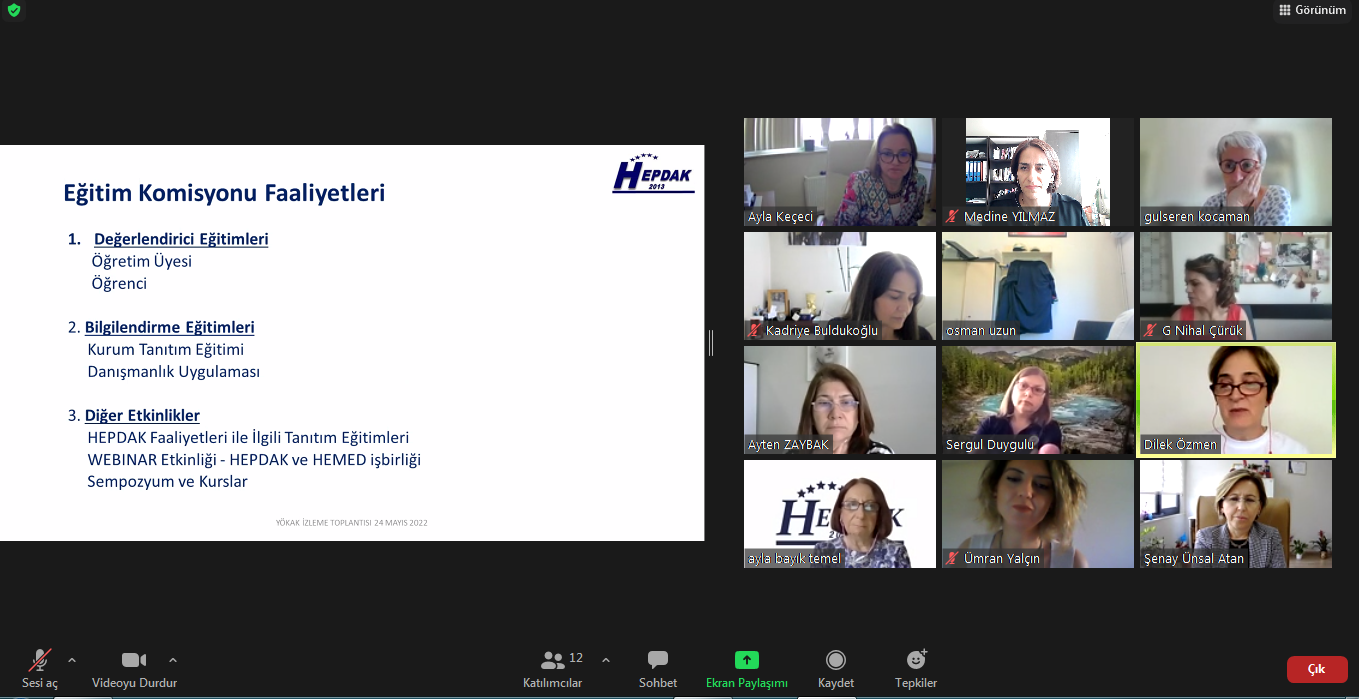 Görünüm
HEPDAK
2013
Eğitim Komisyonu Faaliyetleri
1. Değerlendirici Eğitimleri
Öğretim Üyesi
Öğrenci
2. Bilgilendirme Eğitimleri
Kurum Tanıtım Eğitimi
Danışmanlık Uygulaması
3. Diğer Etkinlikler
HEPDAK Faaliyetleri ile İlgili Tanıtım Eğitimleri
WEBINAR Etkinliği - HEPDAK ve HEMED işbirliği
Sempozyum ve Kurslar
YÖKAK İZLEME TOPLANTISI 24 MAYIS 2022
Ayla Keçeci
Medine YILMAZ
gulseren kocaman
Kadriye Buldukoğlu
osman uzun
G Nihal Çürük
Ayten ZAYBAK
Sergul Duygulu
Dilek Özmen
ayla bayik temel
Ümran Yalçın
Şenay Ünsal Atan
Sesi aç
Videoyu Durdur
12
Katılımcılar
Sohbet
Ekran Paylaşımı
Kaydet
Tepkiler
Çık